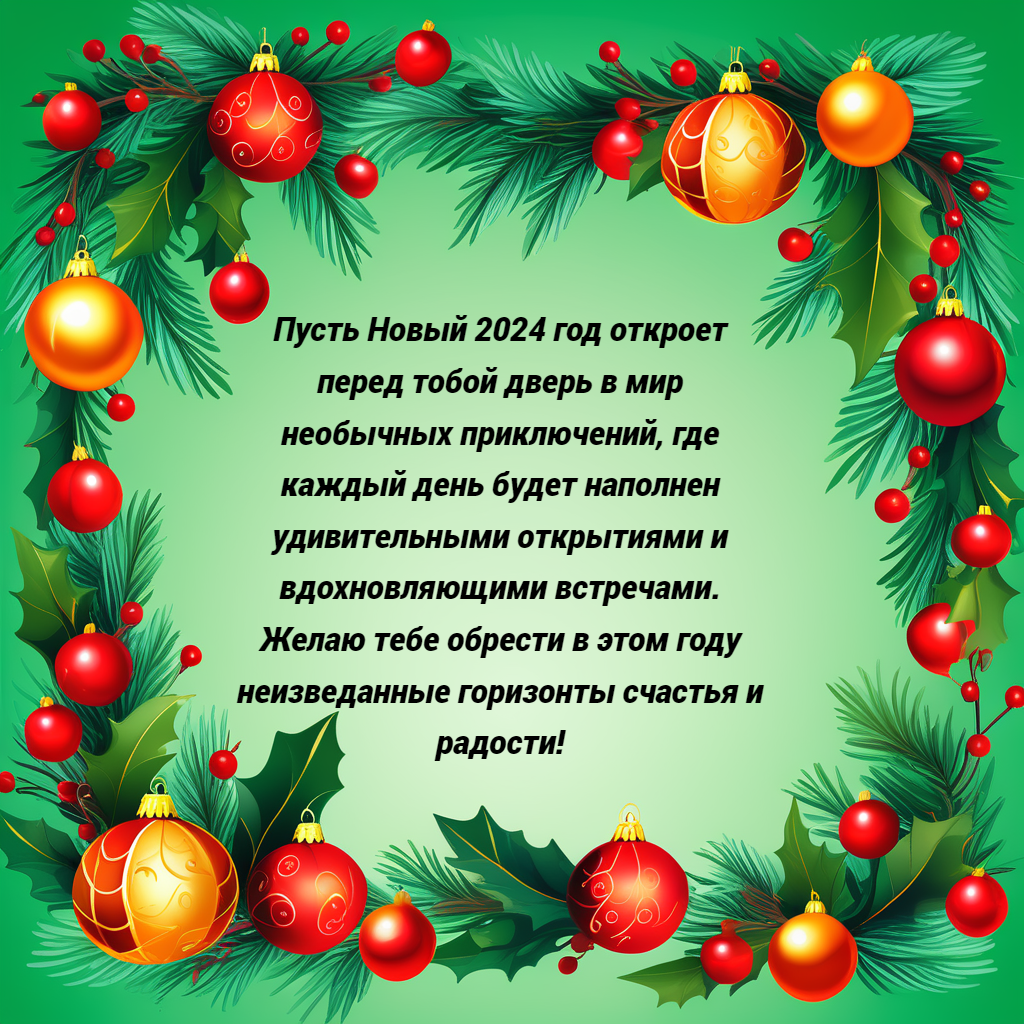 Пусть Новый 2024 год откроет
перед тобой дверь в мир
необычных приключений, где
каждый день будет наполнен
удивительными открытиями и
вдохновляющими встречами.
Желаю тебе обрести в этом году
неизведанные горизонты счастья и
радости!